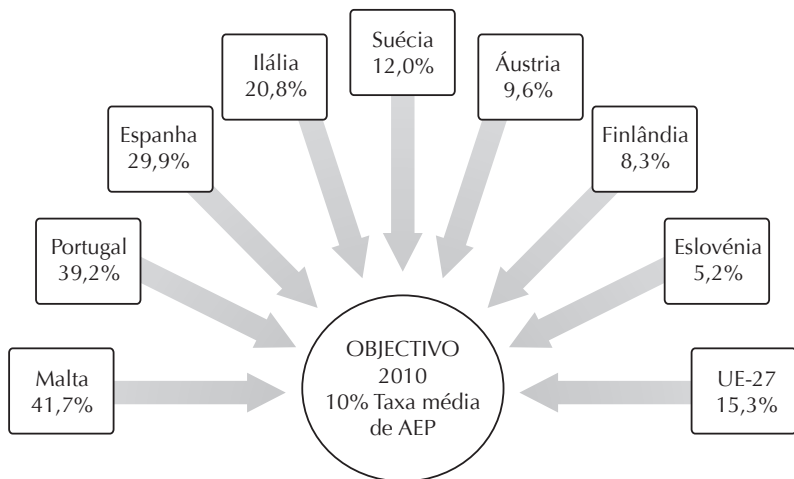 Suécia
12,0%
Ilália
20,8%
Áustria
9,6%
Espanha
29,9%
Finlândia
8,3%
Portugal
39,2%
Eslovénia
5,2%
Malta
41,7%
OBJECTIVO
2010
10% Taxa média
de AEP
UE-27
15,3%